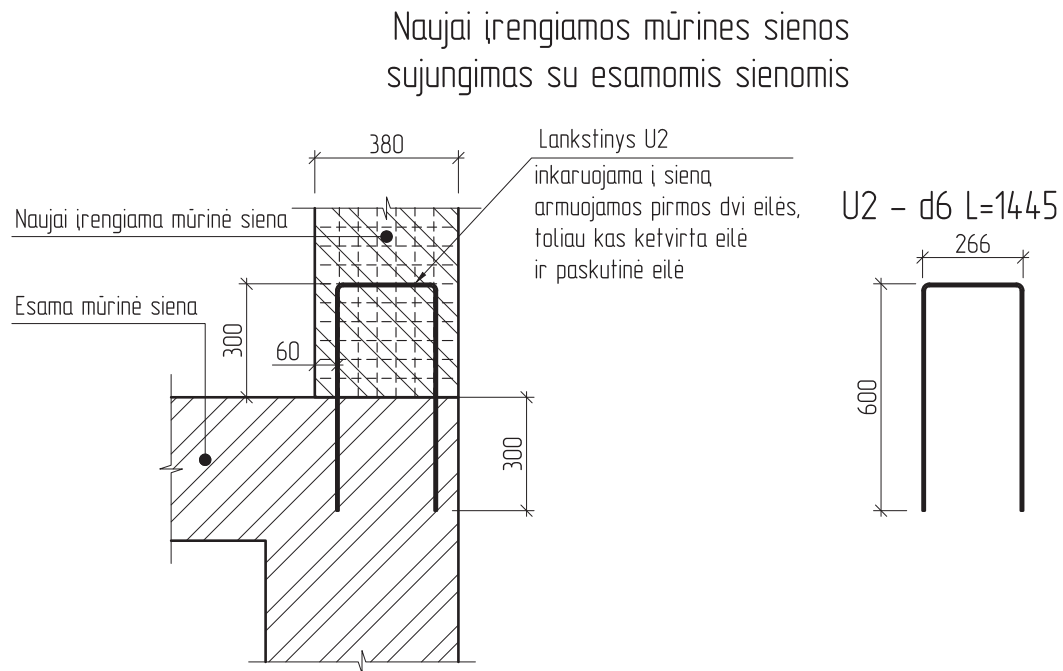 Naujai įrengiamos mūrines sienos
sujungimas su esamomis sienomis
380
Lankstinys U2
inkaruojama į sieną
armuojamos pirmos dvi eilės,
toliau kas ketvirta eilė
ir paskutinė eilė
U2 - d6 L=1445
266
Naujai įrengiama mūrinė siena
Esama mūrinė siena
300
60
600
300